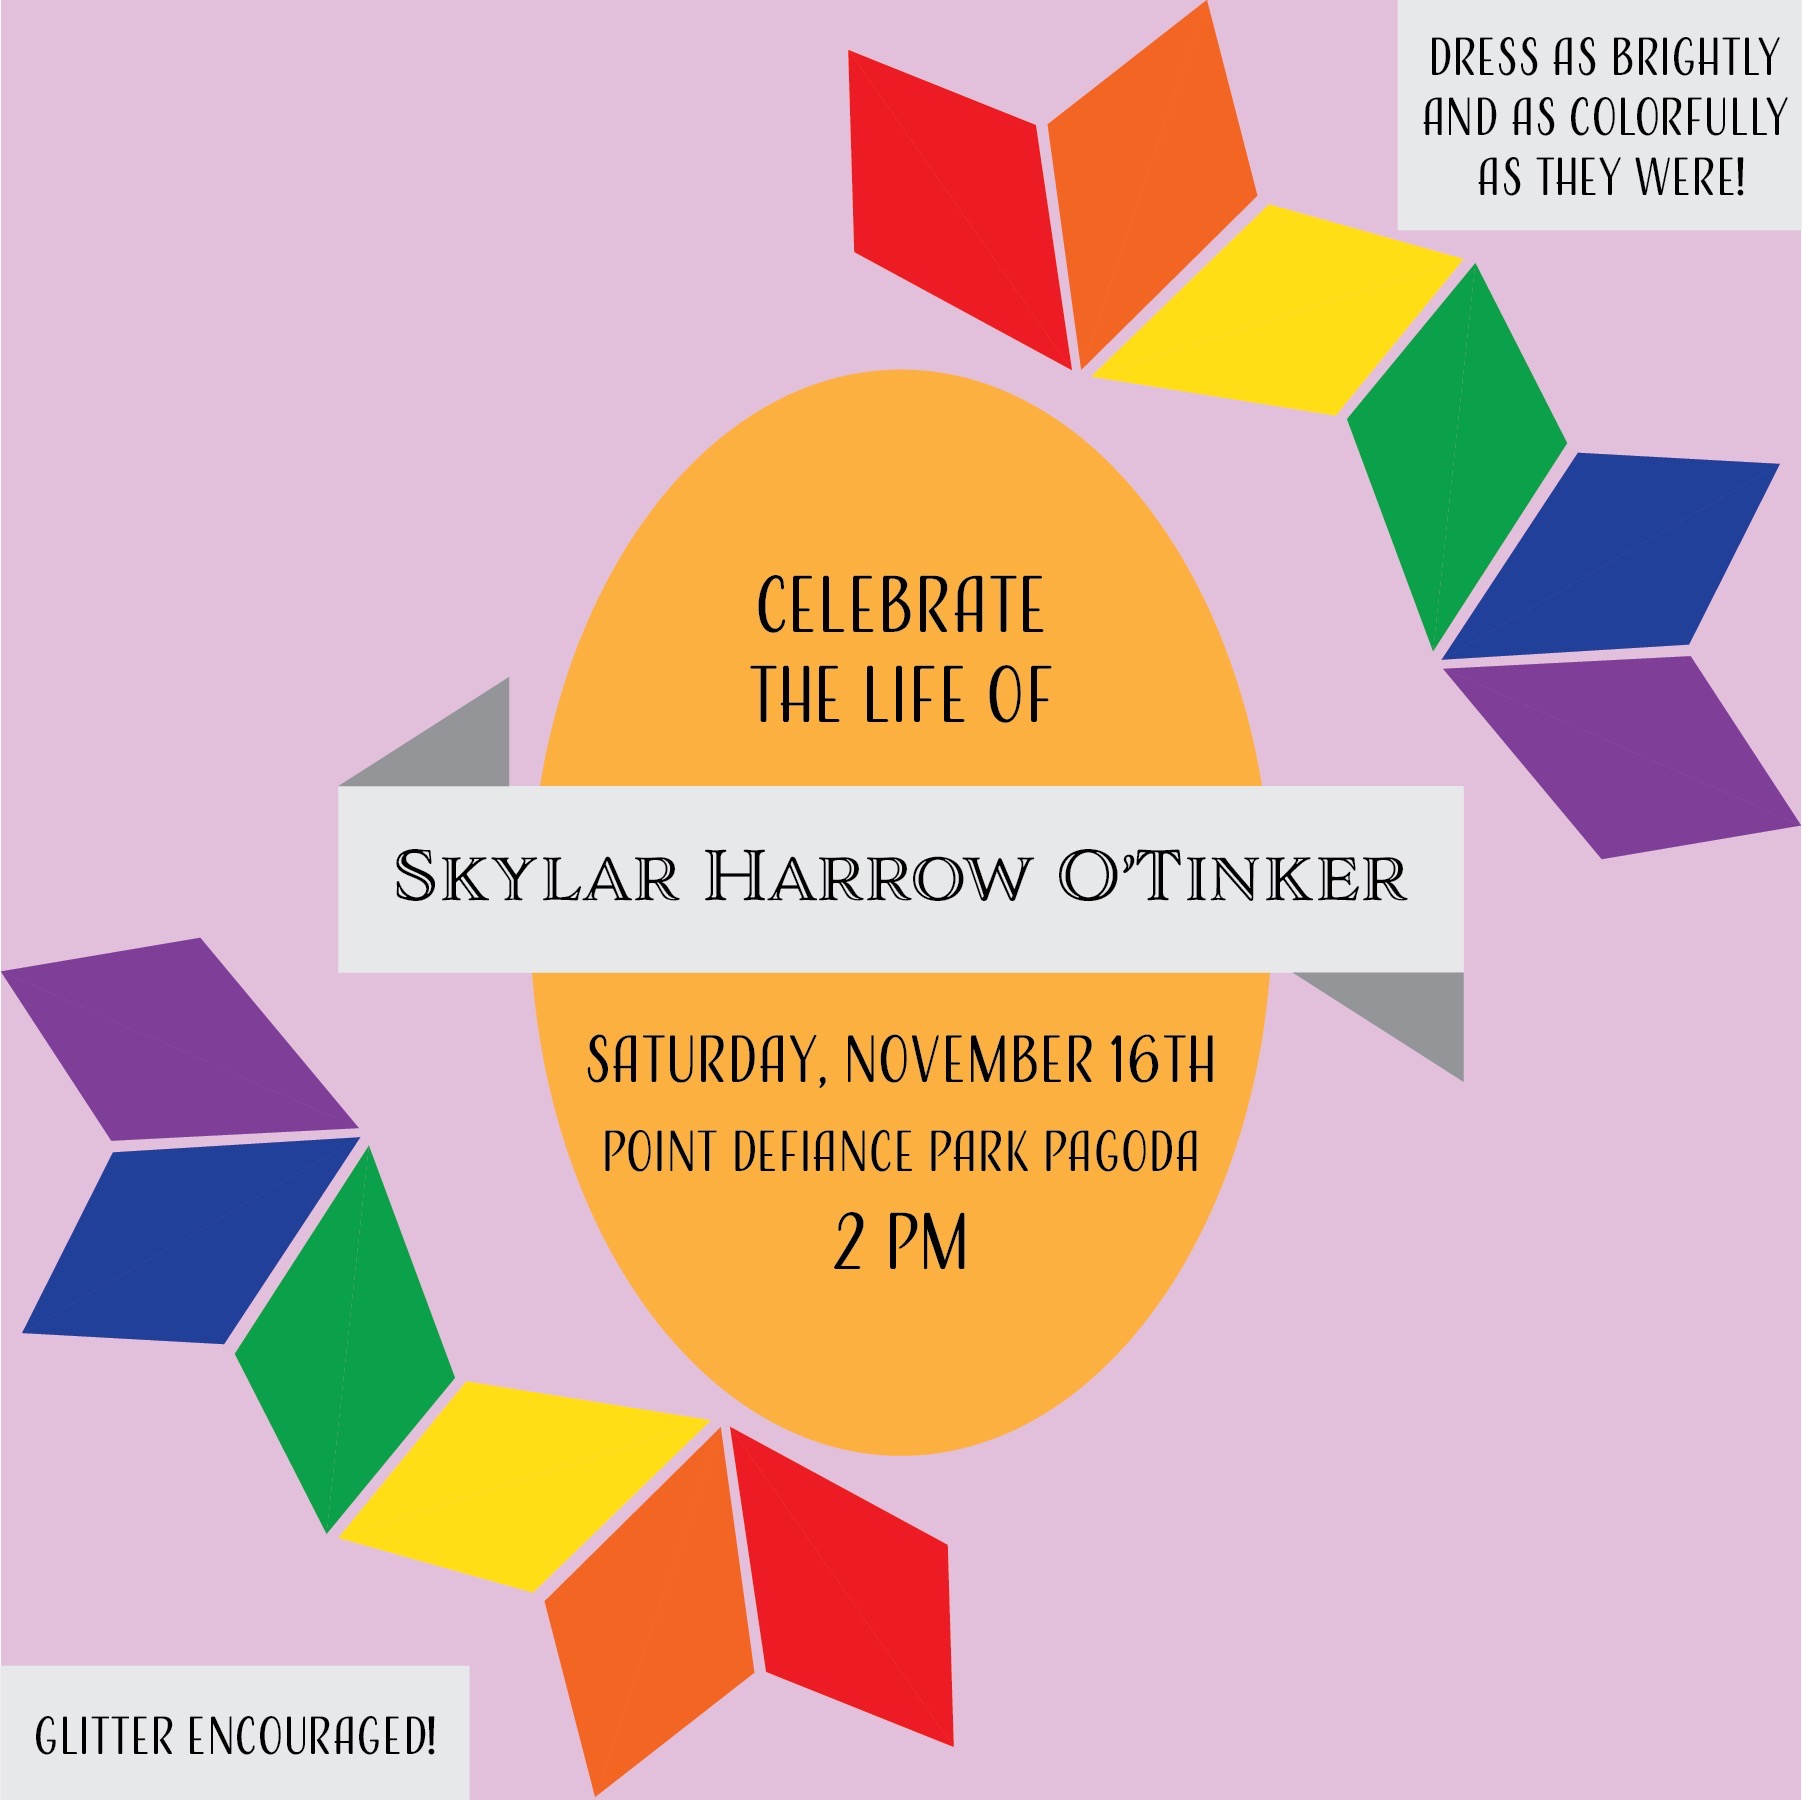 DRESS AS BRIGHTLY
AND AS COLORFULLY
AS THEY WERE!
CELEBRATE
THE LIFE OF
SKYLAR HARROW O'TINKER
SATURDAY, NOVEMBER 16TH
POINT DEFIANCE PARK PAGODA
2 PM
GLITTER ENCOURAGED!